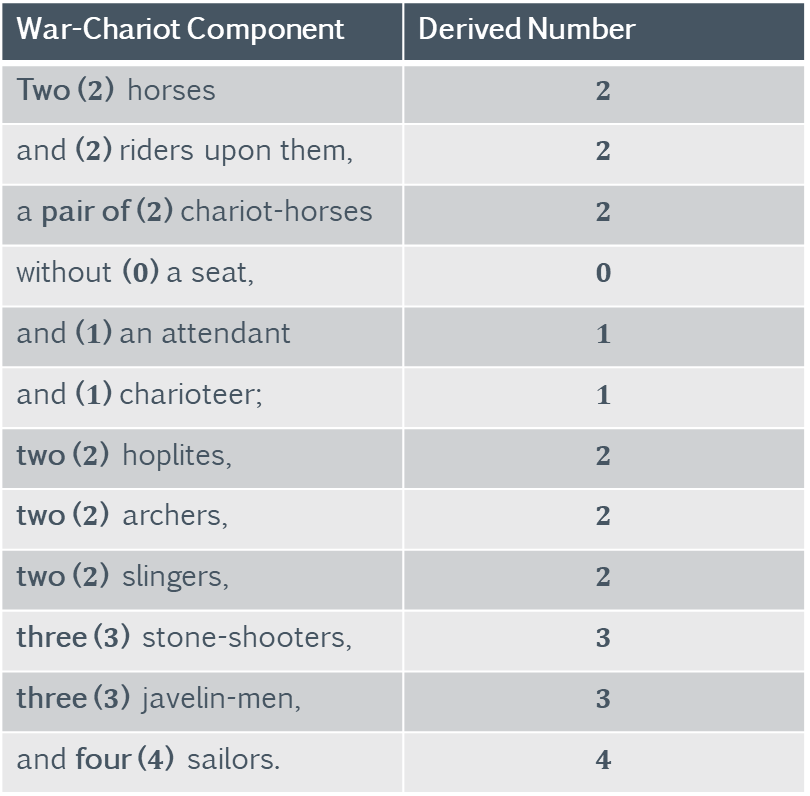 War-Chariot Component Derived Number
Two (2) horses 2
and (2) riders upon them, 2
a pair of (2) chariot-horses 2
without (0) a seat, 0
and (1) an attendant 1
and (1) charioteer; 1
two (2) hoplites, 2
two (2) archers, 2
two (2) slingers, 2
three (3) stone-shooters, 3
three (3) javelin-men, 3
and four (4) sailors. 4